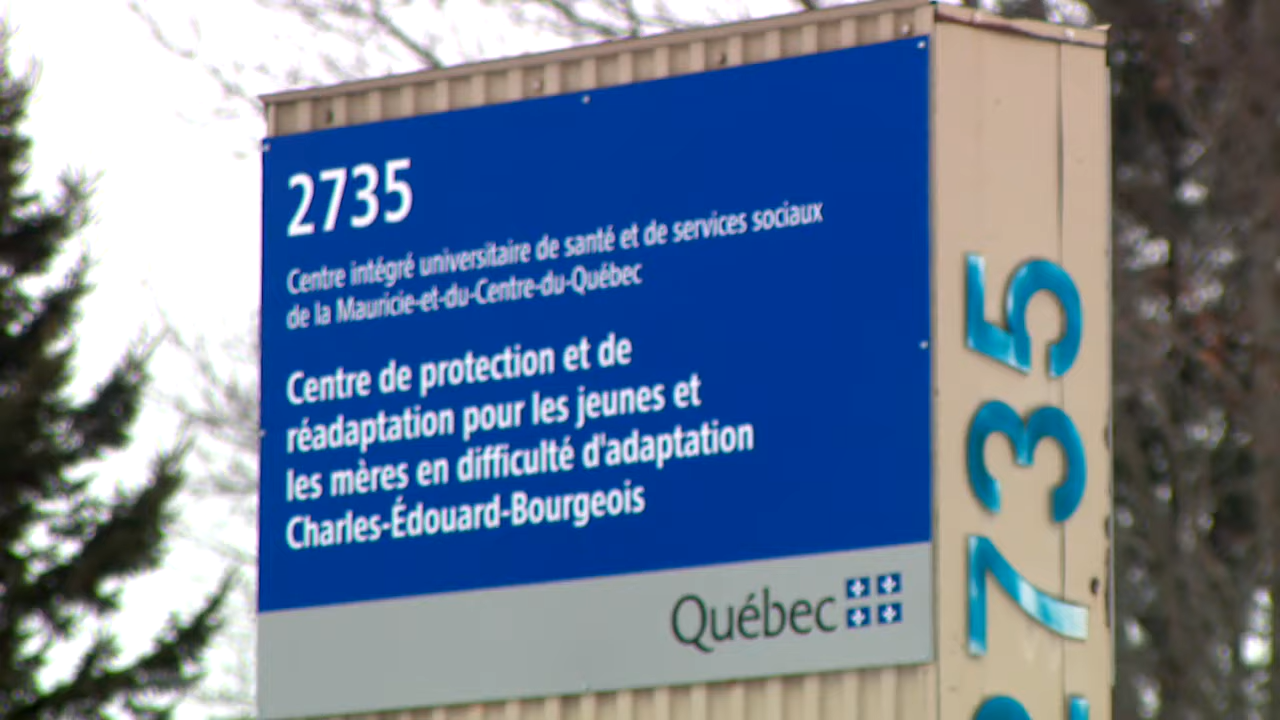 2735
Centre intégré universitaire de santé et de services sociaux
de la Mauricie-et-du-Centre-du-Québec
Centre de protection et de
réadaptation pour les jeunes et
les mères en difficulté d'adaptation
Charles-Édouard-Bourgeois
Québec
2735